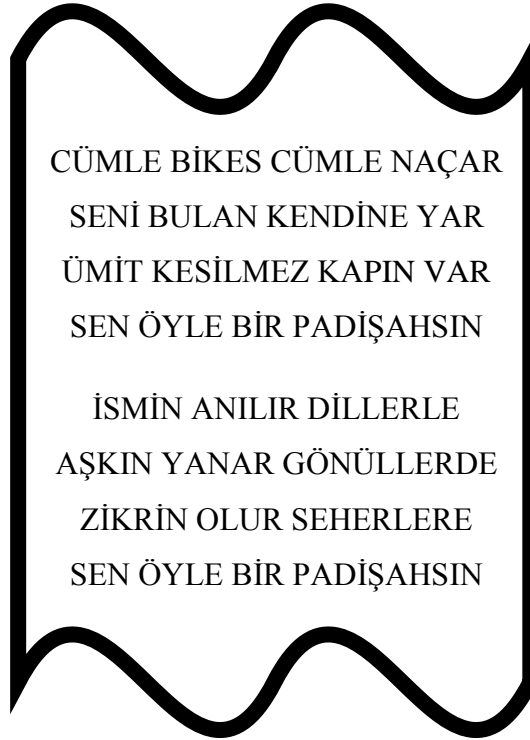 CÜMLE BİKES CÜMLE NAÇAR
SENİ BULAN KENDİNE YAR
ÜMİT KESİLMEZ KAPIN VAR
SEN ÖYLE BİR PADİŞAHSIN
İSMİN ANILIR DİLLERLE
AŞKIN YANAR GÖNÜLLERDE
ZİKRİN OLUR SEHERLERE
SEN ÖYLE BİR PADİŞAHSIN